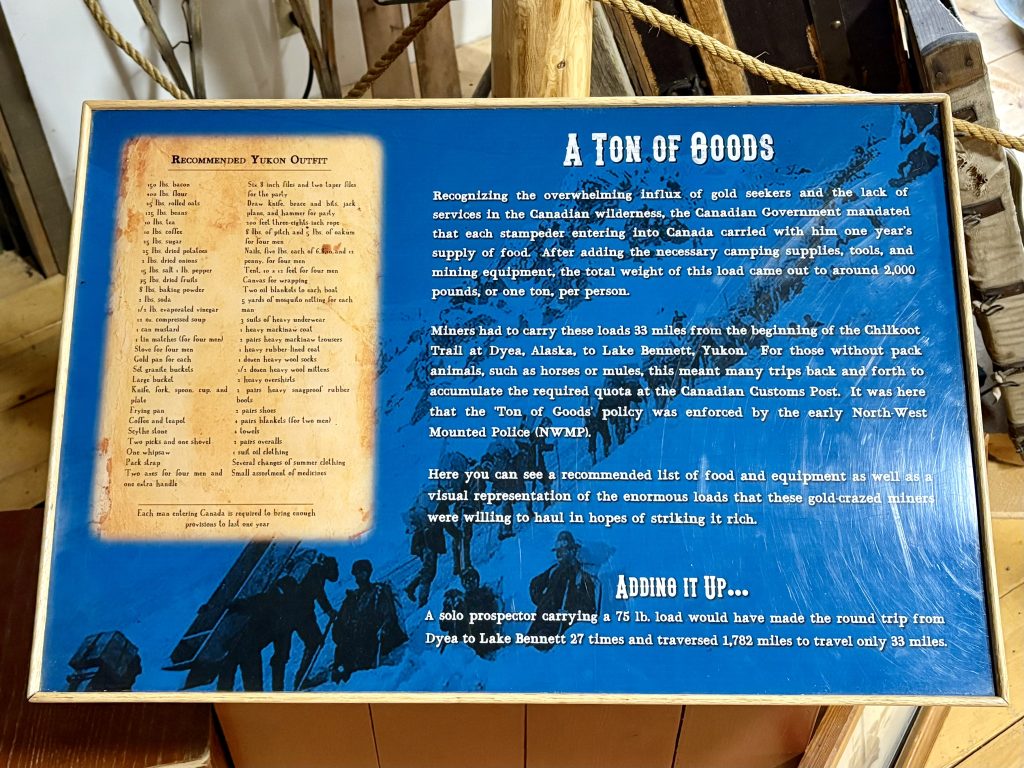 RECOMMENDED YUKON OUTFIT
150 lbs. bacon
400 lbs. flour
25 lbs. rolled oats
125 lbs. beans
10 lbs. tea
10 lbs. coffee
25 lbs. sugar
25 lbs. dried potatoes
2 lbs. dried onions
15 lbs. salt 1 lb. pepper
lbs. dried fruits
8 lbs. baking powder
2 lbs. soda
1/2 lb. evaporated vinegar
12 oz. compressed soup
1 can mustard
1 tin matches (for four men)
Stove for four men
Gold pan for each
Set granite buckets
Large bucket
Knife, fork, spoon, cup, and
plate
Frying pan
Coffee and teapot
Scythe stone
Two picks and one shovel
One whipsaw
Pack strap
Two axes for four men and
one extra handle
Six 8 inch files and two taper files
for the party
Draw knife, brace and bits, jack
plane, and hammer for party
200 feet three-eights inch rope
8 lbs. of pitch and 5 lbs. of oakum
for four men
Nails, five lbs. each of 6,8,10,and 12
penny, for four men
Tent, 10 x 12 feet for four men
Canvas for wrapping
Two oil blankets to each boat
5 yards of mosquito netting for each
man
3 suits of heavy underwear
1 heavy mackinaw coat
2 pairs heavy mackinaw trousers
1 heavy rubber-lined coat
1 dozen heavy wool socks
1/2 dozen heavy wool mittens
2 heavy overshirts
2 pairs heavy snagproof rubber
boots
2 pairs shoes
4 pairs blankets (for two men)
4 towels
2 pairs overalls
1 suit oil clothing
Several changes of summer clothing
Small assortment of medicines
Each man entering Canada is required to bring enough
provisions to last one year
A TON OF GOODS
Recognizing the overwhelming influx of gold seekers and the lack of
services in the Canadian wilderness, the Canadian Government mandated
that each stampeder entering into Canada carried with him one year's
supply of food. After adding the necessary camping supplies, tools, and
mining equipment, the total weight of this load came out to around 2,000
pounds, or one ton, per person.
Miners had to carry these loads 33 miles from the beginning of the Chilkoot
Trail at Dyea, Alaska, to Lake Bennett, Yukon. For those without pack
animals, such as horses or mules, this meant many trips back and forth to
accumulate the required quota at the Canadian Customs Post. It was here
that the 'Ton of Goods' policy was enforced by the early North-West
Mounted Police (NWMP).
Here you can see a recommended list of food and equipment as well as a
visual representation of the enormous loads that these gold-crazed miners
were willing to haul in hopes of striking it rich.
ADDING IT UP...
A solo prospector carrying a 75 lb. load would have made the round trip from
Dyea to Lake Bennett 27 times and traversed 1,782 miles to travel only 33 miles.